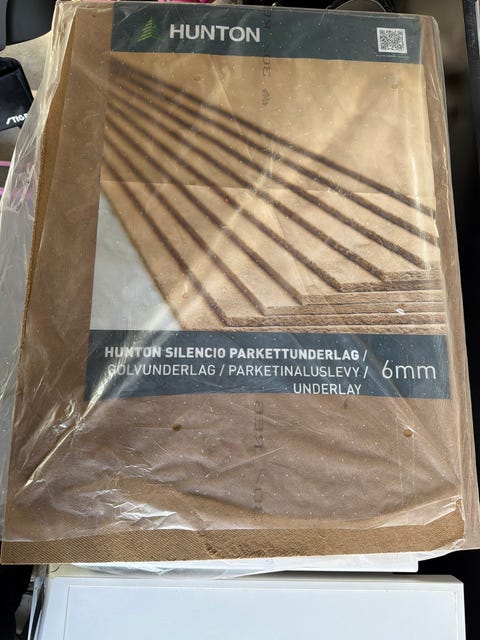 HUNTON
HUNTON SILENCIO PARKETTUNDERLAG /
GOLVUNDERLAG / PARKETINALUSLEVY /
UNDERLAY
6mm